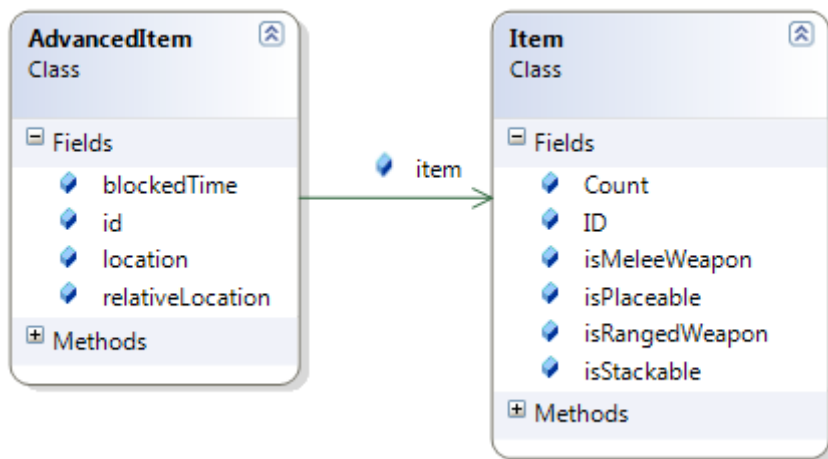 AdvancedItem
Class
Fields
blockedTime
id
location
relativeLocation
Methods
item
Item
Class
Fields
Count
ID
isMeleeWeapon
isPlaceable
isRangedWeapon
isStackable
Methods